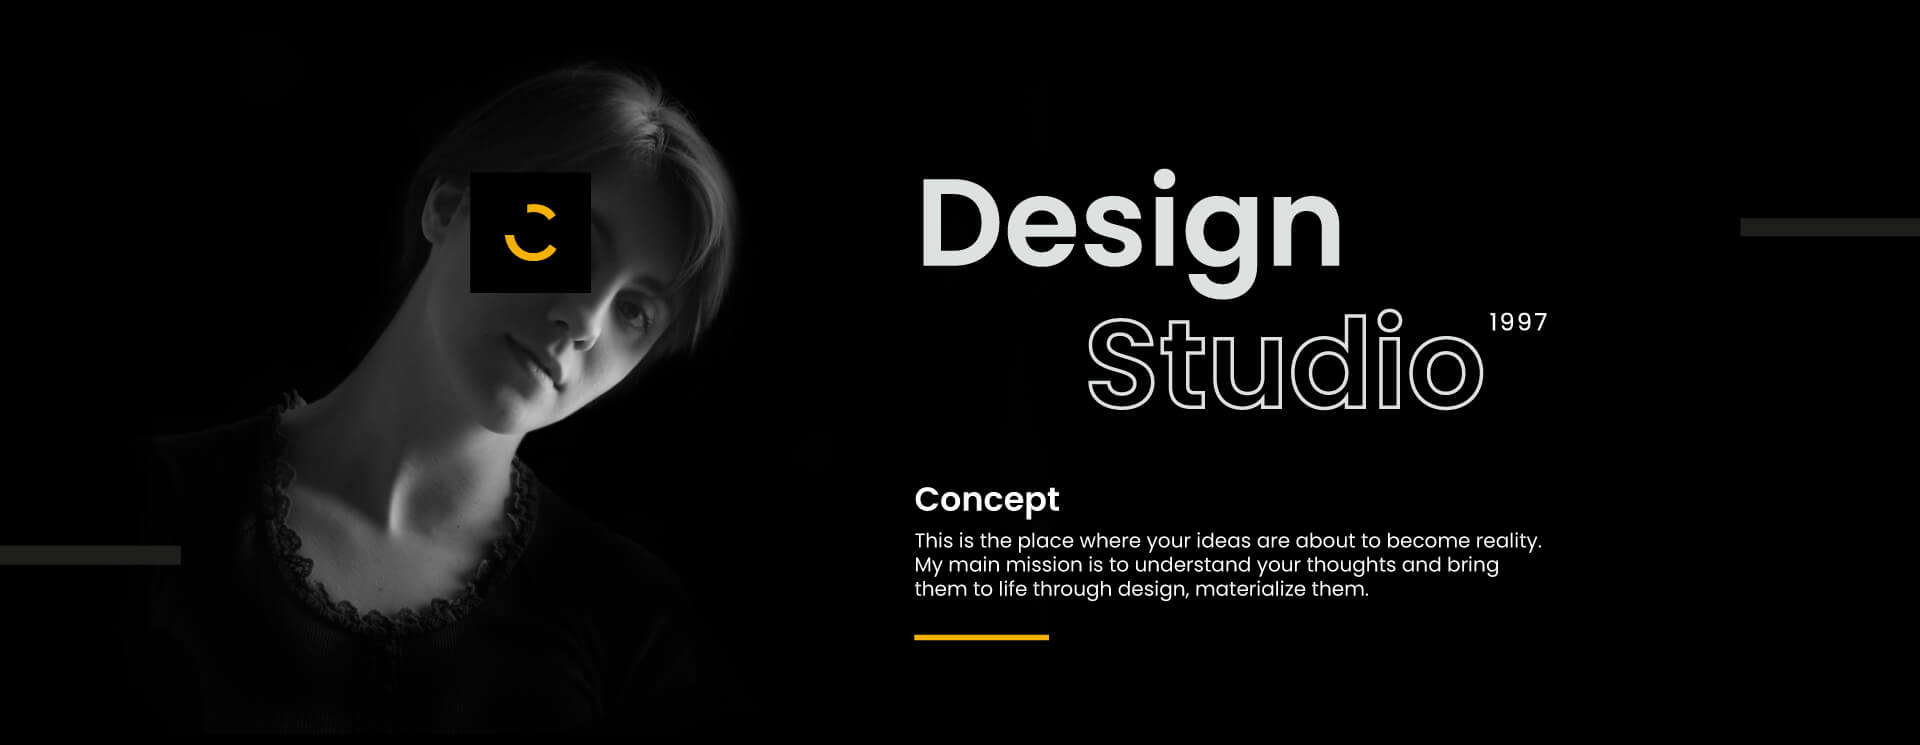 Design
Studio
1997
Concept
This is the place where your ideas are about to become reality.
My main mission is to understand your thoughts and bring
them to life through design, materialize them.